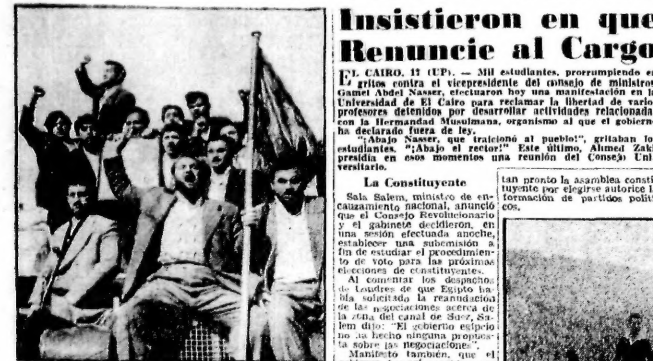 Insistieron en que
Renuncie al Cargo
EL CAIRO, 17 (UP). — Mil estudiantes, prorrumpiendo en
gritos contra el vicepresidente del consejo de ministros
Gamel Abdel Nasser, efectuaron hoy una manifestación en la
Universidad de El Cairo para reclamar la libertad de varios
profesores detenidos por desarrollar actividades relacionadas
con la Hermandad Musulmana, organismo al que el gobierno
ha declarado fuera de ley.
"¡Abajo Nasser, que traicionó al pueblo!", gritaban los
estudiantes. "¡Abajo el rector!" Este último, Ahmed Zaki
presidía en esos momentos una reunión del Consejo Uni-
versitario.
La Constituyente
Sala Salem, ministro de en-
cauzamiento nacional, anunció
que el Consejo Revolucionario
y el gabinete decidieron, en
una sesión efectuada anoche,
establecer una subcomisión a
fin de estudiar el procedimien-
to de voto para las próximas
elecciones de constituyentes.
Al comentar los despachos
de Londres de que Egipto ha-
bía solicitado la reanudación
de las negociaciones acerca de
la zona del canal de Suez, Sa-
lem dijo: "El gobierno egipcio
no ha hecho ninguna propues-
ta sobre las negociaciones".
Manifestó también, que el
tan pronto la asamblea consti-
tuyente por elegirse autorice la
formación de partidos políti-
cos.